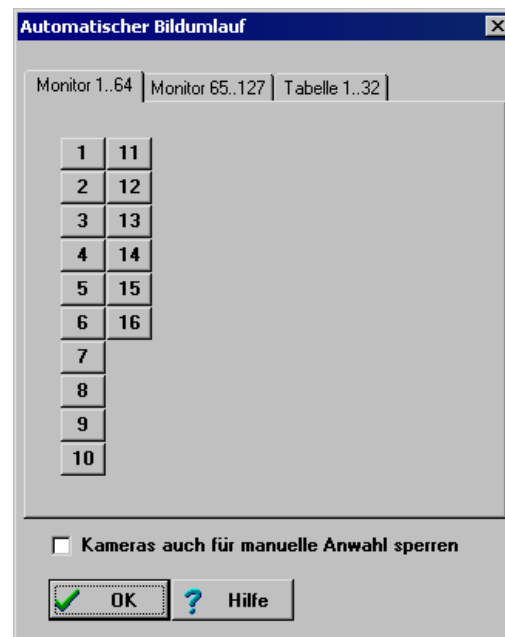 Automatischer Bildumlauf
Monitor 1..64 Monitor 65..127 Tabelle 1..32
1 11
2 12
3 13
4 14
5 15
6 16
7
8
9
10
Kameras auch für manuelle Anwahl sperren
OK ? Hilfe